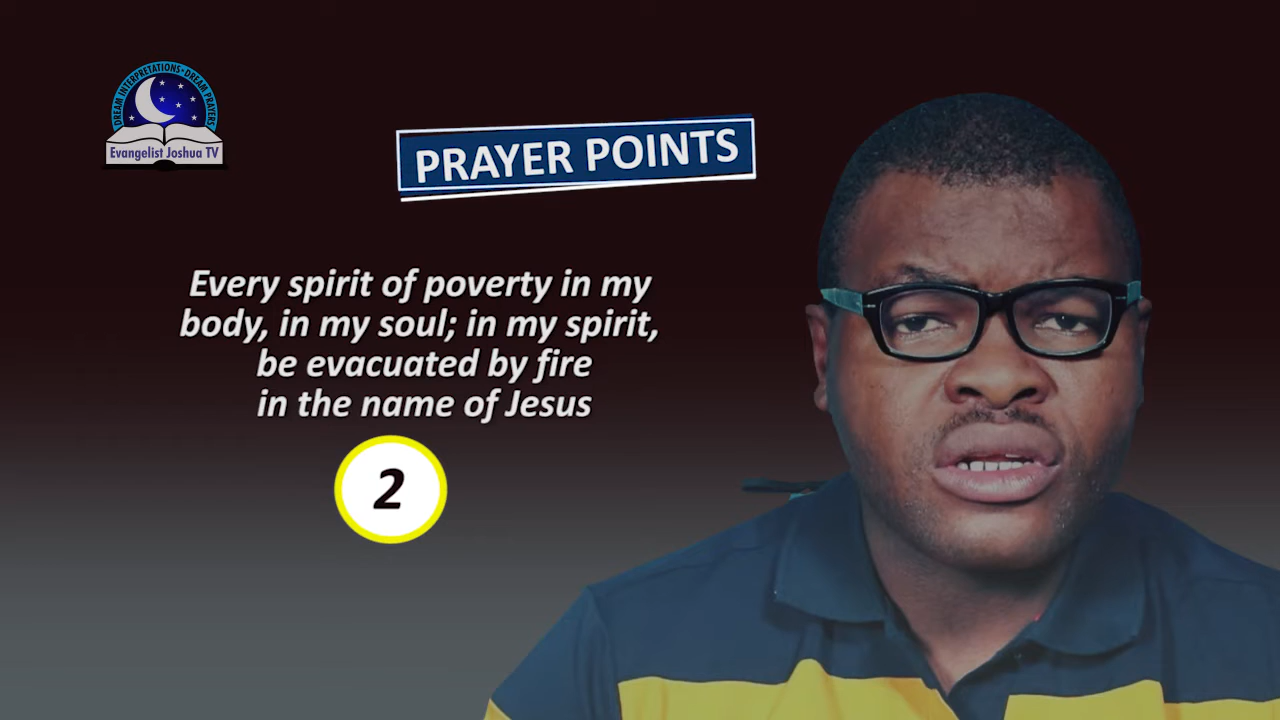 DREAM INTERPRETATIONS-DREAM PRAYERS
Evangelist Joshua TV
PRAYER POINTS
Every spirit of poverty in my
body, in my soul; in my spirit,
be evacuated by fire
in the name of Jesus
2